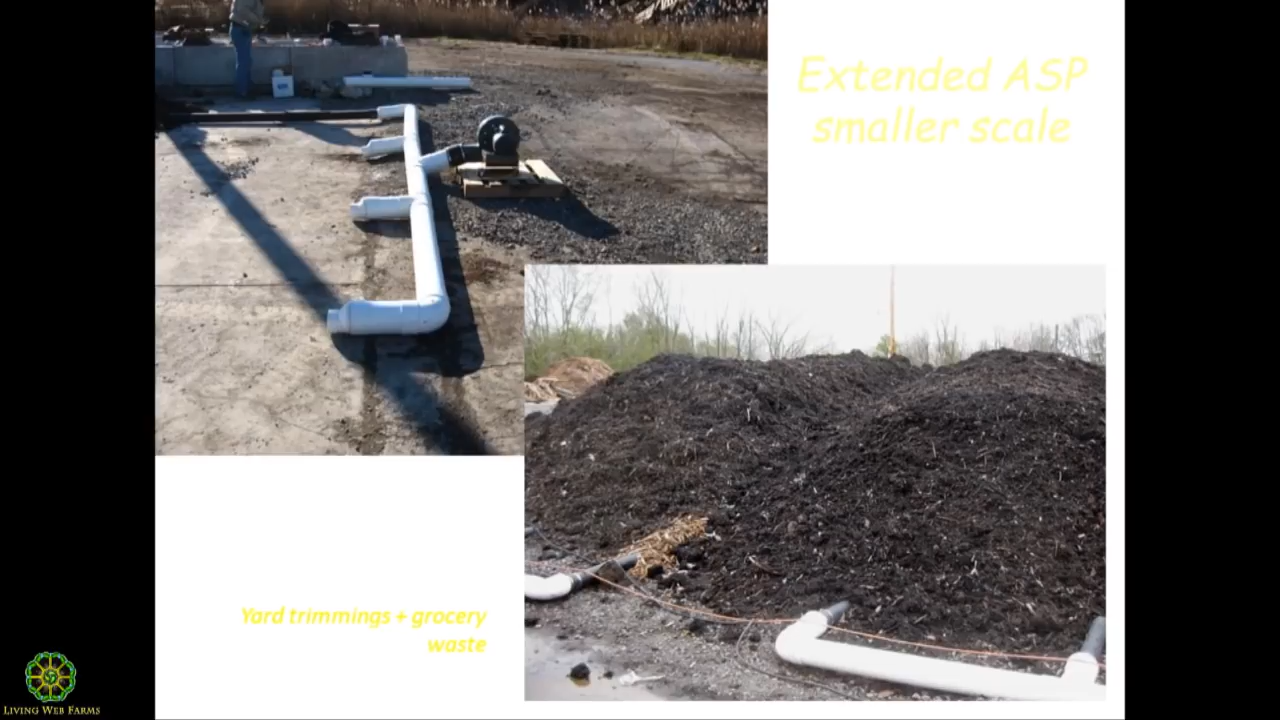 Extended ASP
smaller scale
Yard trimmings + grocery
waste
LIVING WEB FARMS